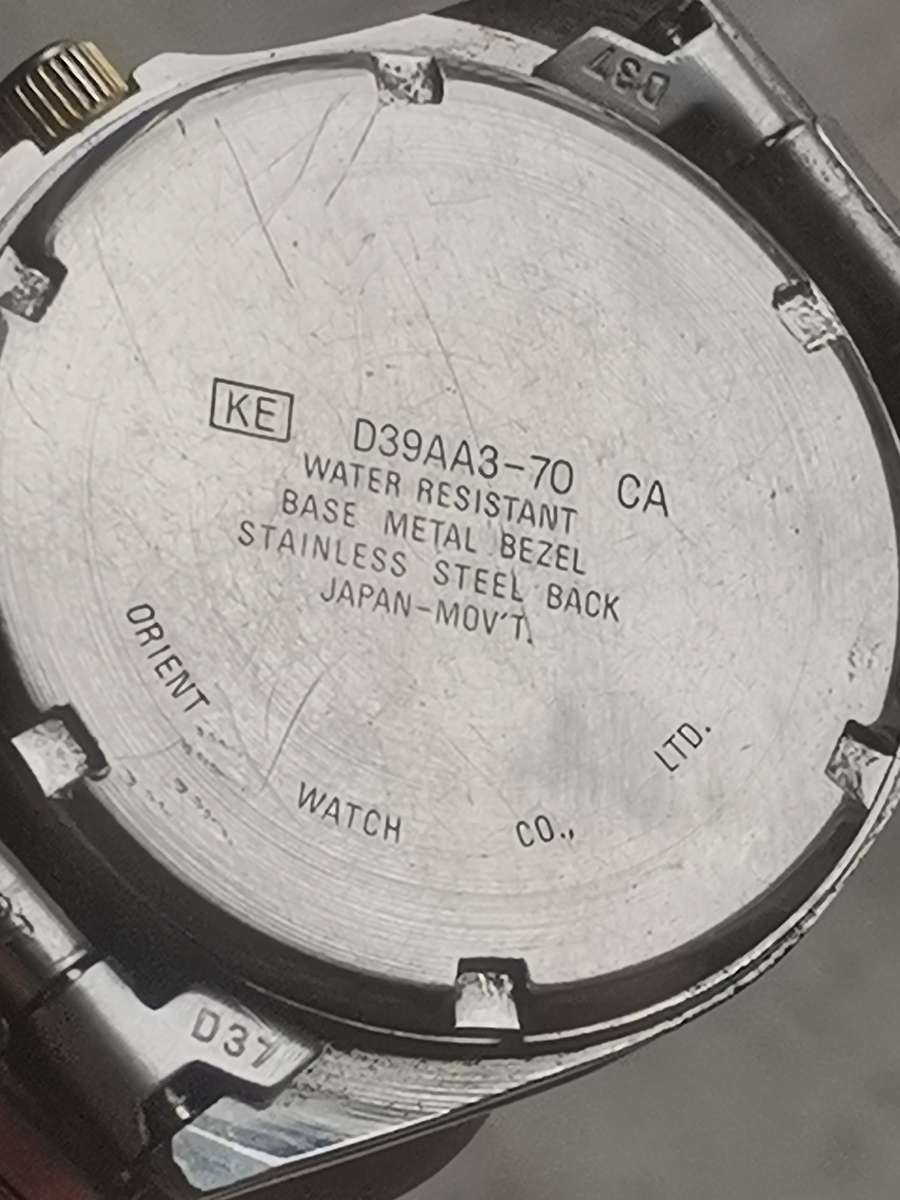 D37
KE D39AA3-70 CA
WATER RESISTANT
BASE METAL BEZEL
STAINLESS STEEL BACK
JAPAN-MOV'T
ORIENT WATCH CO., LTD.
D37